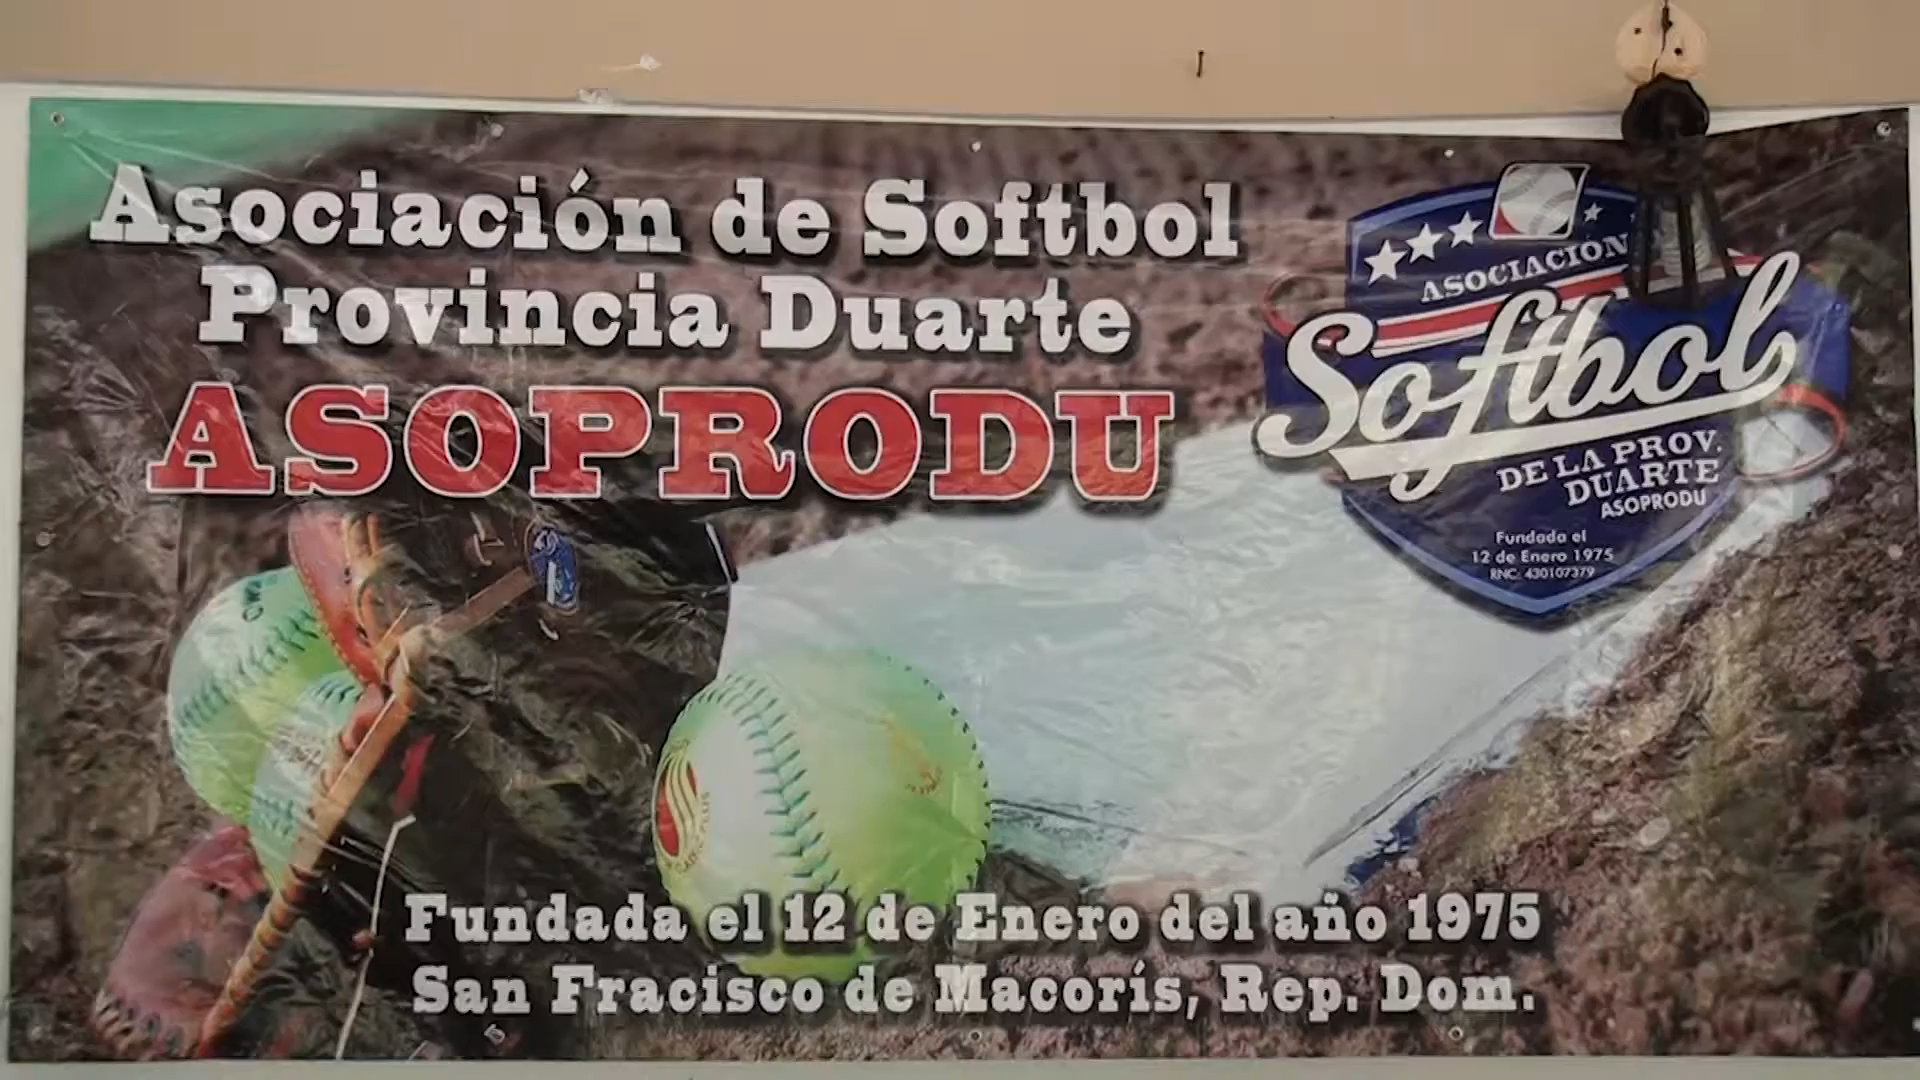 Asociación de Softbol
Provincia Duarte
ASOPRODU
ASOCIACIÓN
Softbol
DE LA PROV.
DUARTE
ASOPRODU
Fundada el
12 de Enero 1975
RNC: 430107379
Fundada el 12 de Enero del año 1975
San Fracisco de Macorís, Rep. Dom.